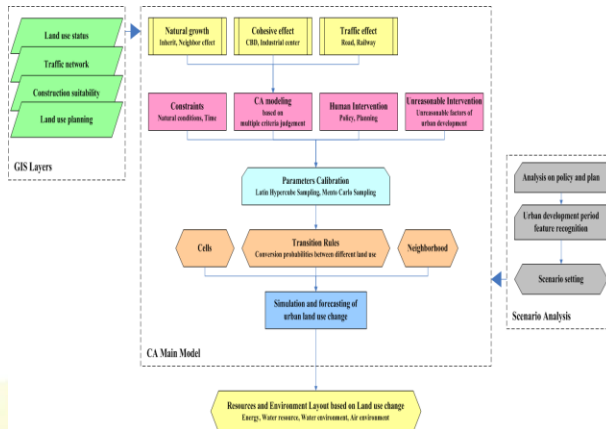 Land use status
Traffic network
Construction suitability
Land use planning
GIS Layers
Natural growth
Inherit, Neighbor effect
Cohesive effect
CBD, Industrial center
Traffic effect
Road, Railway
Constraints
Natural conditions, Time
CA modeling
based on
multiple criteria judgement
Human Intervention
Policy, Planning
Unreasonable Intervention
Unreasonable factors of
urban development
Parameters Calibration
Latin Hypercube Sampling, Monte Carlo Sampling
Cells
Transition Rules
Conversion probabilities between different land use
Neighborhood
Simulation and forecasting of
urban land use change
CA Main Model
Analysis on policy and plan
Urban development period
feature recognition
Scenario setting
Scenario Analysis
Resources and Environment Layout based on Land use change
Energy, Water resource, Water environment, Air environment